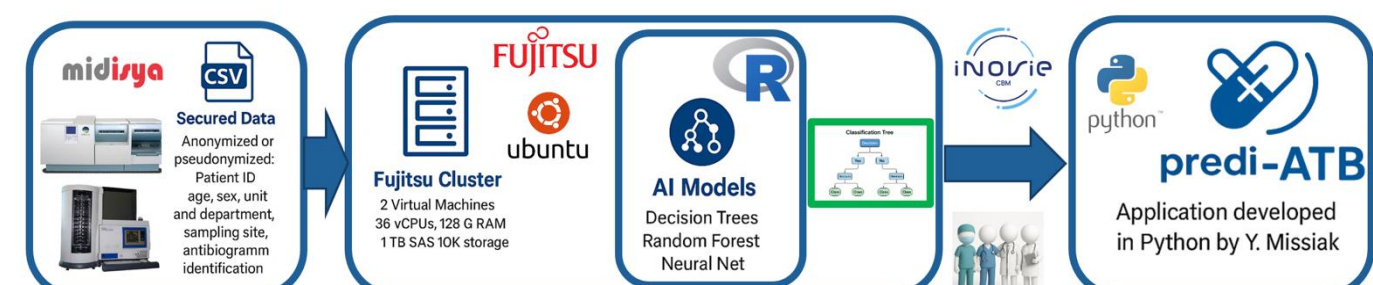 midisya
CSV
Secured Data
Anonymized or
pseudonymized:
Patient ID
age, sex, unit
and department,
sampling site,
antibiogramm
identification
FUJITSU
ubuntu
Fujitsu Cluster
2 Virtual Machines
36 vCPUs, 128 G RAM
1 TB SAS 10K storage
R
AI Models
Decision Trees
Random Forest
Neural Net
Classification Tree
Decision
iNOVIE
CBM
python™
predi-ATB
Application developed
in Python by Y. Missiak